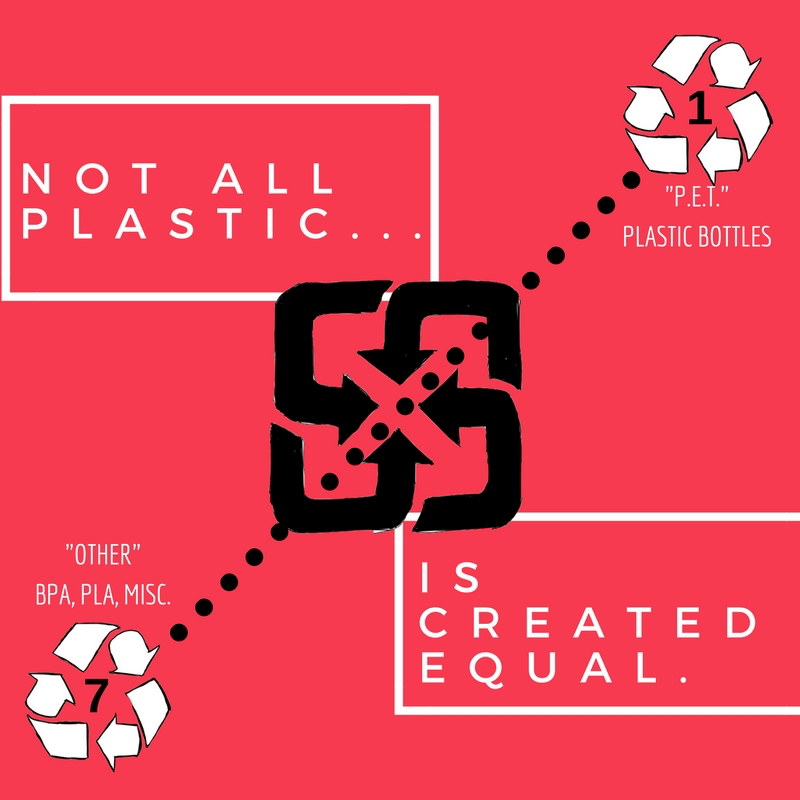 NOT ALL
PLASTIC...
1
"P.E.T."
PLASTIC BOTTLES
"OTHER"
BPA, PLA, MISC.
7
IS
CREATED
EQUAL.